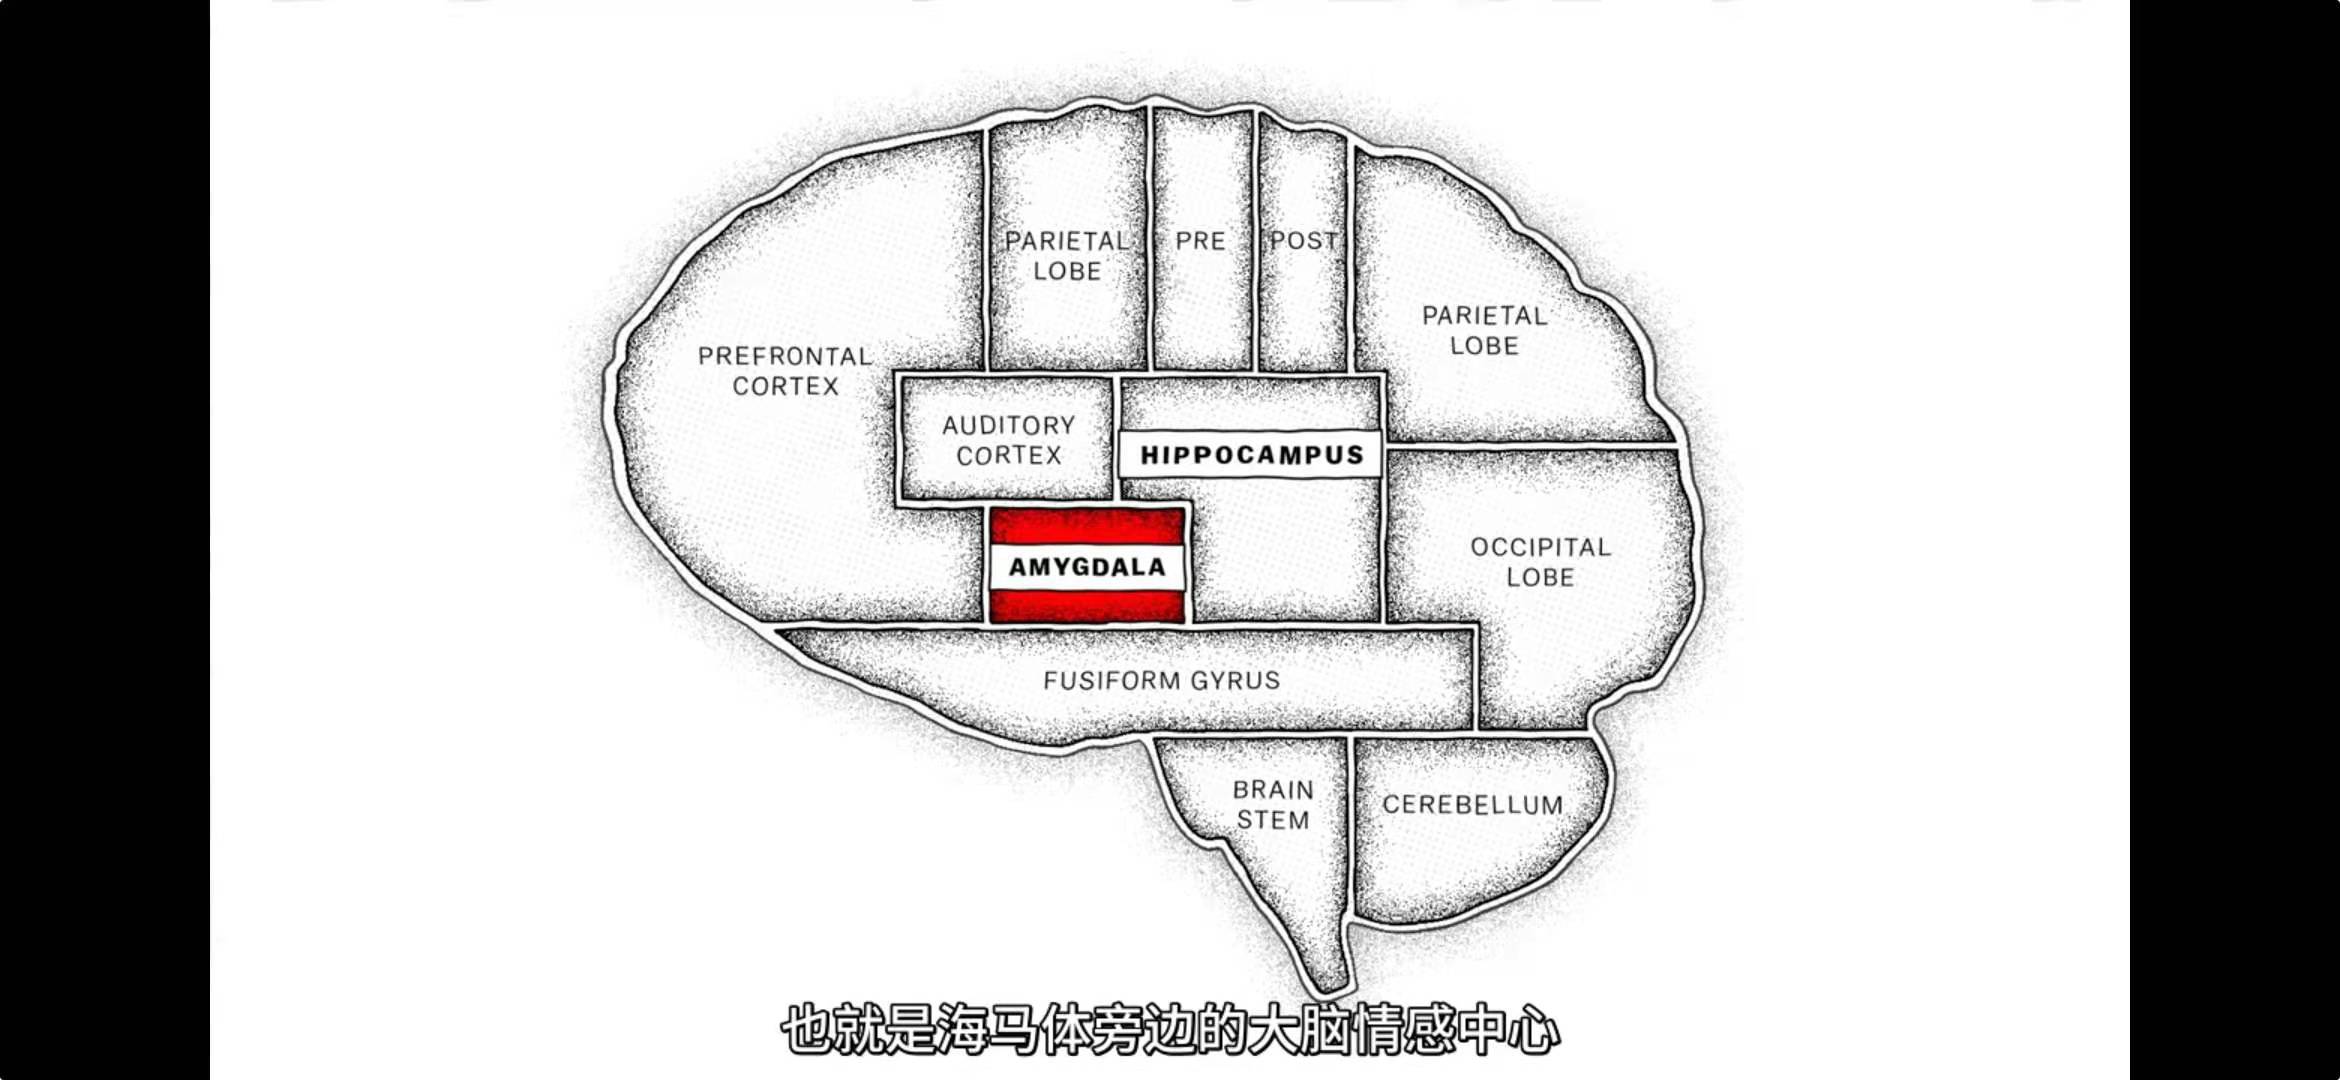 PARIETAL
LOBE
PRE
POST
PARIETAL
LOBE
PREFRONTAL
CORTEX
AUDITORY
CORTEX
HIPPOCAMPUS
AMYGDALA
OCCIPITAL
LOBE
FUSIFORM GYRUS
BRAIN
STEM
CEREBELLUM
也就是海马体旁边的大脑情感中心